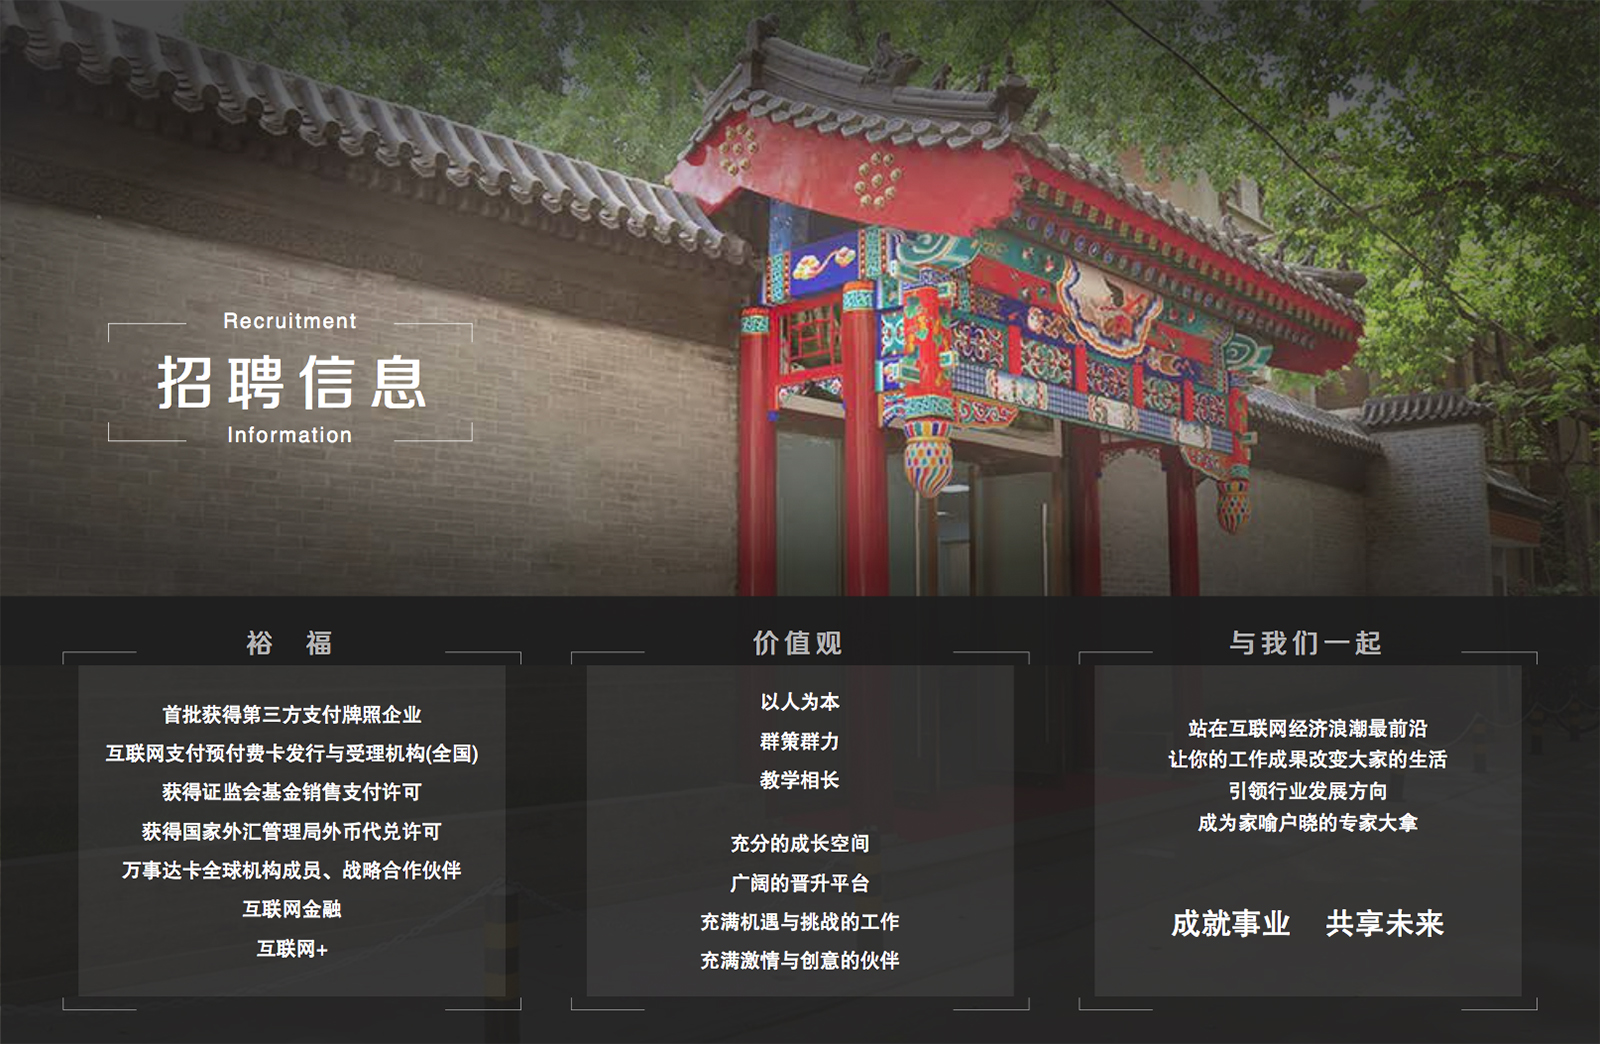 Recruitment
招聘信息
Information
裕 福
首批获得第三方支付牌照企业
互联网支付预付费卡发行与受理机构(全国)
获得证监会基金销售支付许可
获得国家外汇管理局外币代兑许可
万事达卡全球机构成员、战略合作伙伴
互联网金融
互联网+
价值观
以人为本
群策群力
教学相长
充分的成长空间
广阔的晋升平台
充满机遇与挑战的工作
充满激情与创意的伙伴
与我们一起
站在互联网经济浪潮最前沿
让你的工作成果改变大家的生活
引领行业发展方向
成为家喻户晓的专家大拿
成就事业 共享未来